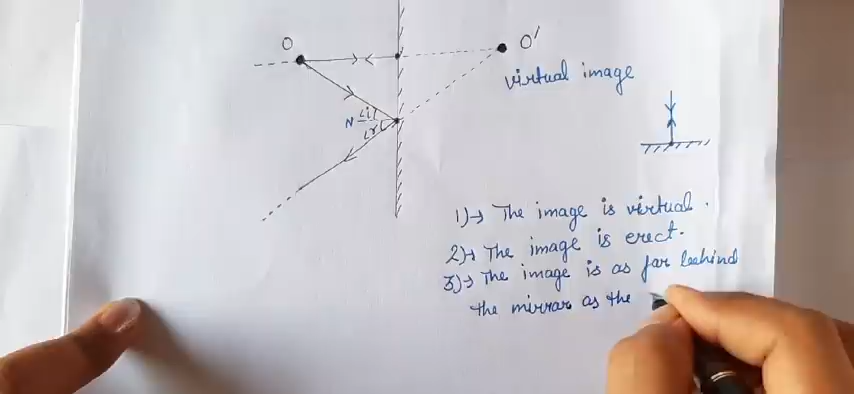 O
O'
virtual image
N ∠i
∠r
1)→ The image is virtual.
2)→ The image is erect.
3)→ The image is as far behind
the mirror as the